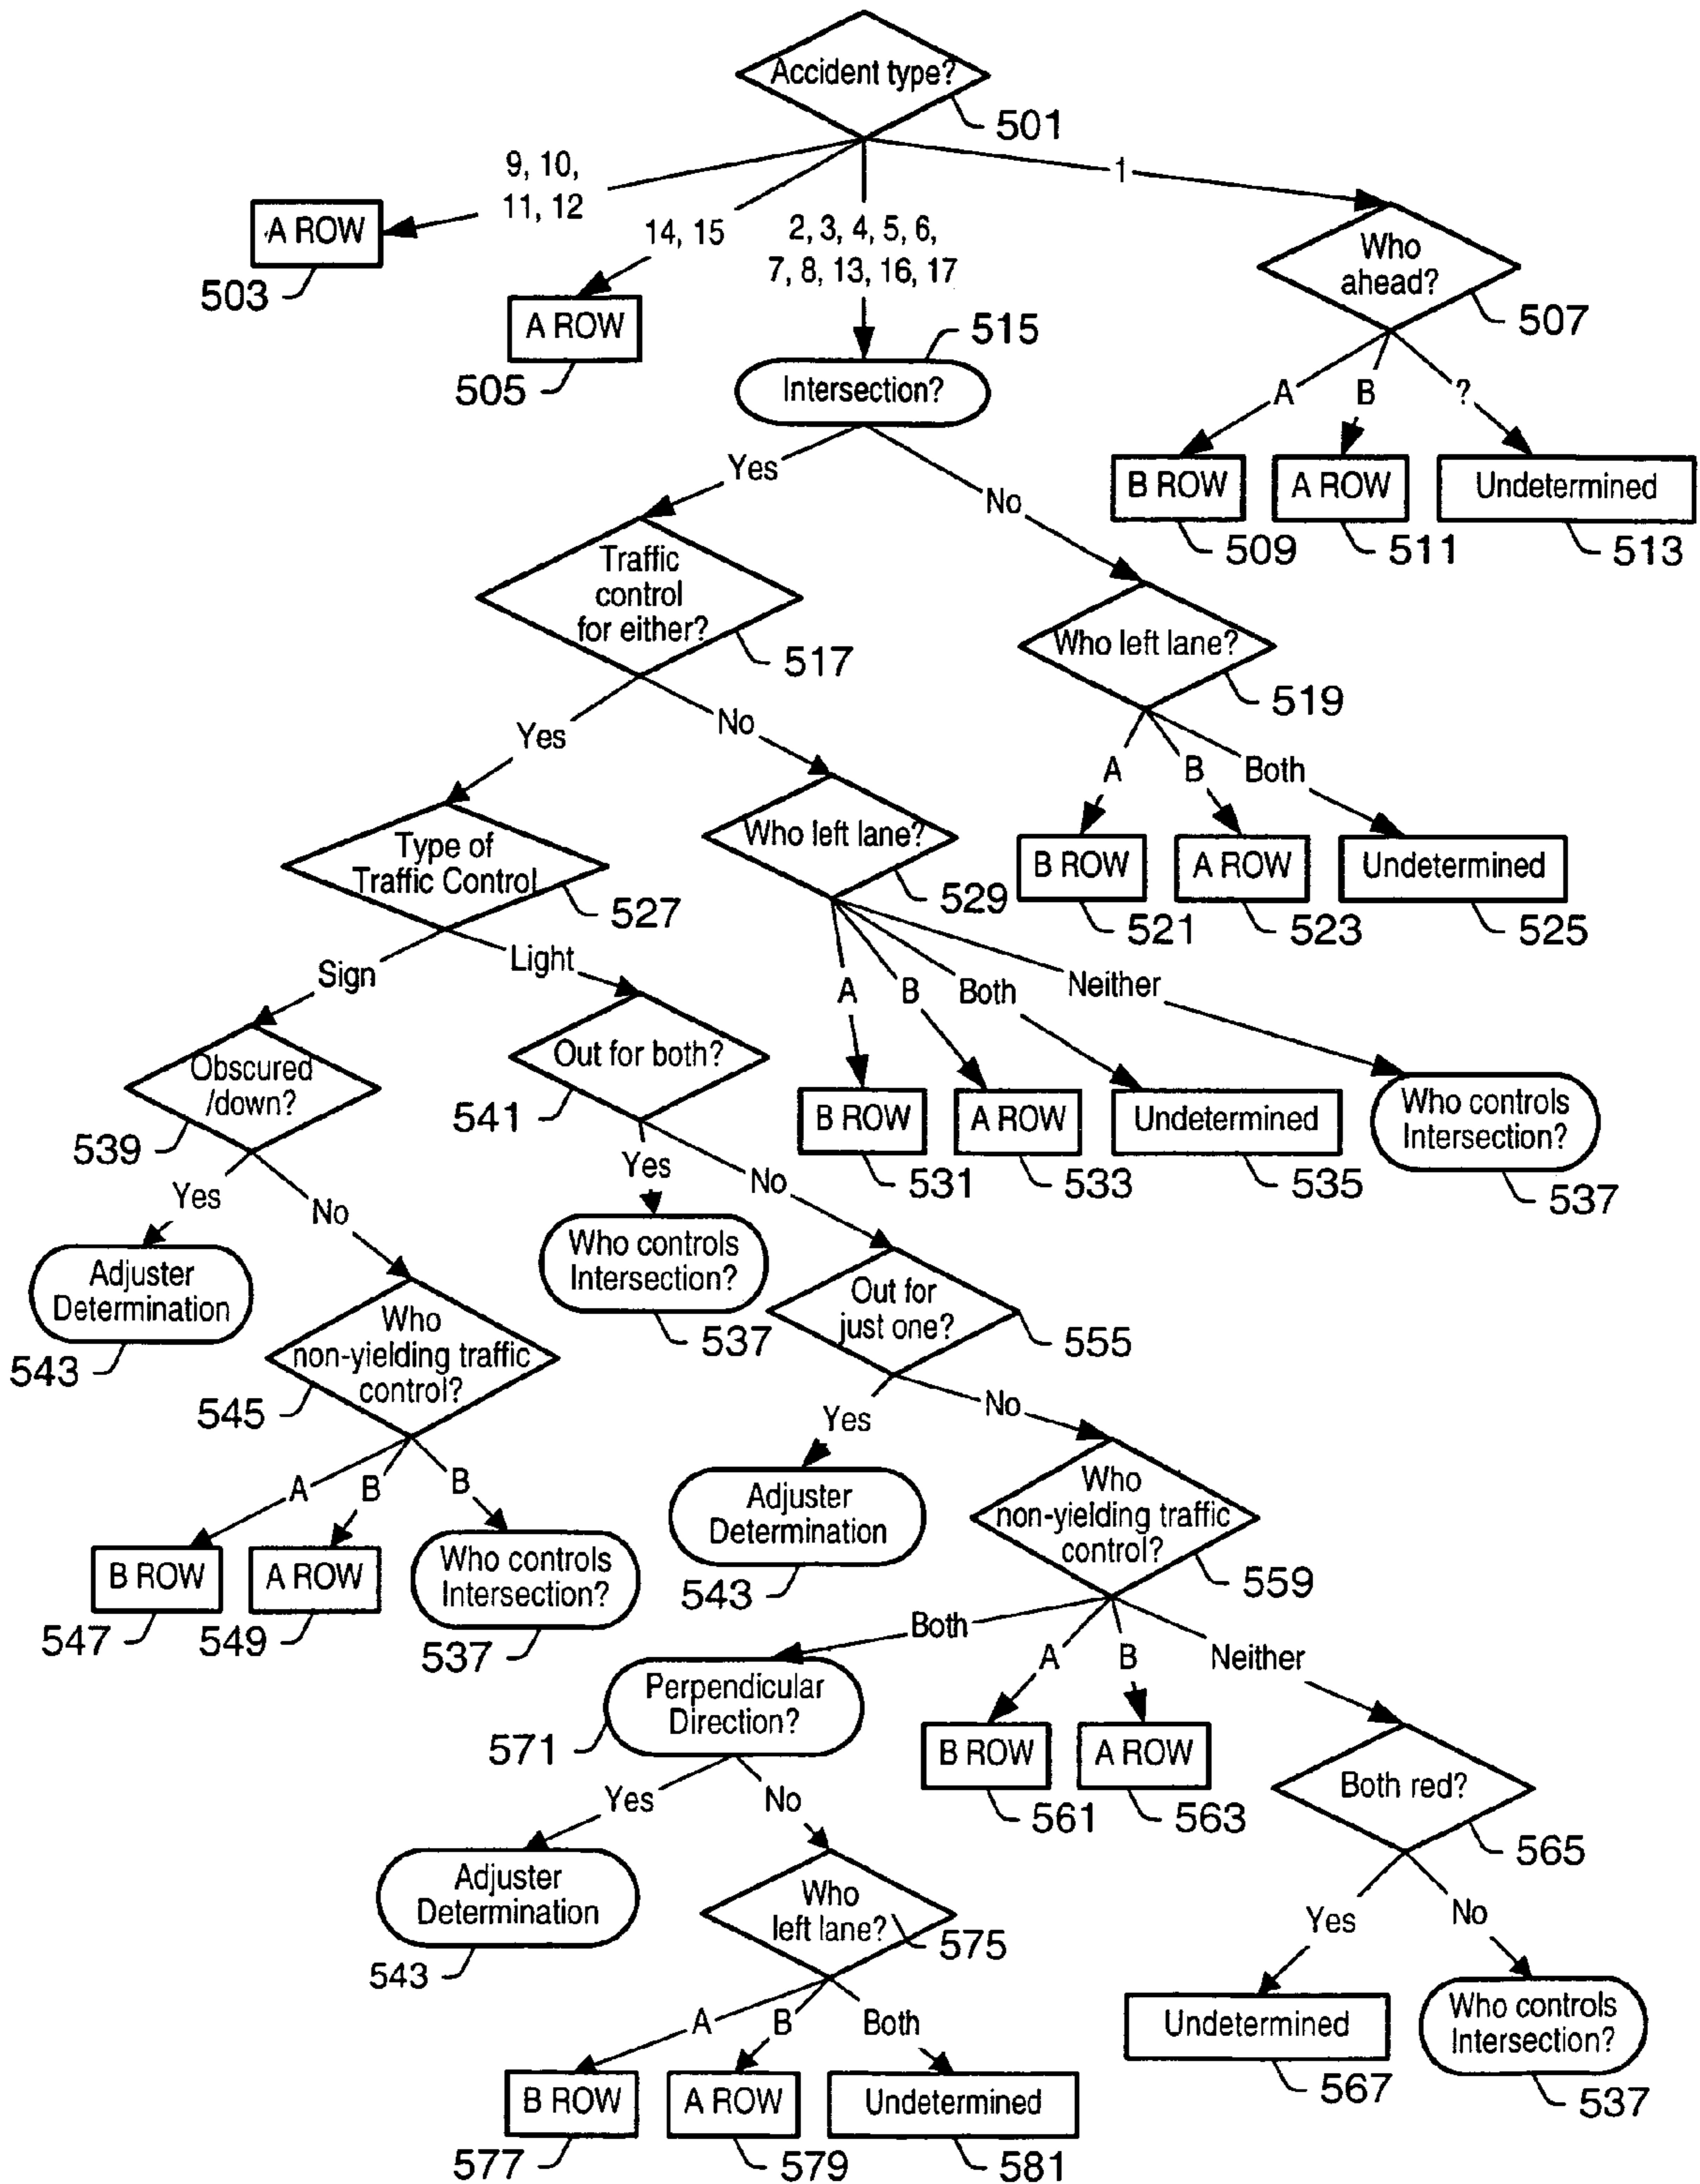 Accident type?
501
9, 10,
11, 12
14, 15
2, 3, 4, 5, 6,
7, 8, 13, 16, 17
1
A ROW
503
A ROW
505
Who
ahead?
507
515
Intersection?
A
B
?
B ROW
A ROW
Undetermined
509
511
513
Yes
No
Traffic
control
for either?
517
Who left lane?
519
Yes
No
A
B
Both
B ROW
A ROW
Undetermined
521
523
525
Type of
Traffic Control
527
Who left lane?
529
Sign
Light
A
B
Both
Neither
Obscured
/down?
539
Out for both?
541
B ROW
A ROW
Undetermined
Who controls
Intersection?
531
533
535
537
Yes
No
Yes
No
Adjuster
Determination
543
Who controls
Intersection?
537
Who
non-yielding traffic
control?
545
Out for
just one?
555
Yes
No
A
B
B
B ROW
A ROW
Who controls
Intersection?
547
549
537
Adjuster
Determination
543
Who
non-yielding traffic
control?
559
Both
A
B
Neither
Perpendicular
Direction?
571
B ROW
A ROW
561
563
Both red?
565
Yes
No
Adjuster
Determination
543
Who
left lane?
575
Yes
No
Undetermined
Who controls
Intersection?
567
537
A
B
Both
B ROW
A ROW
Undetermined
577
579
581